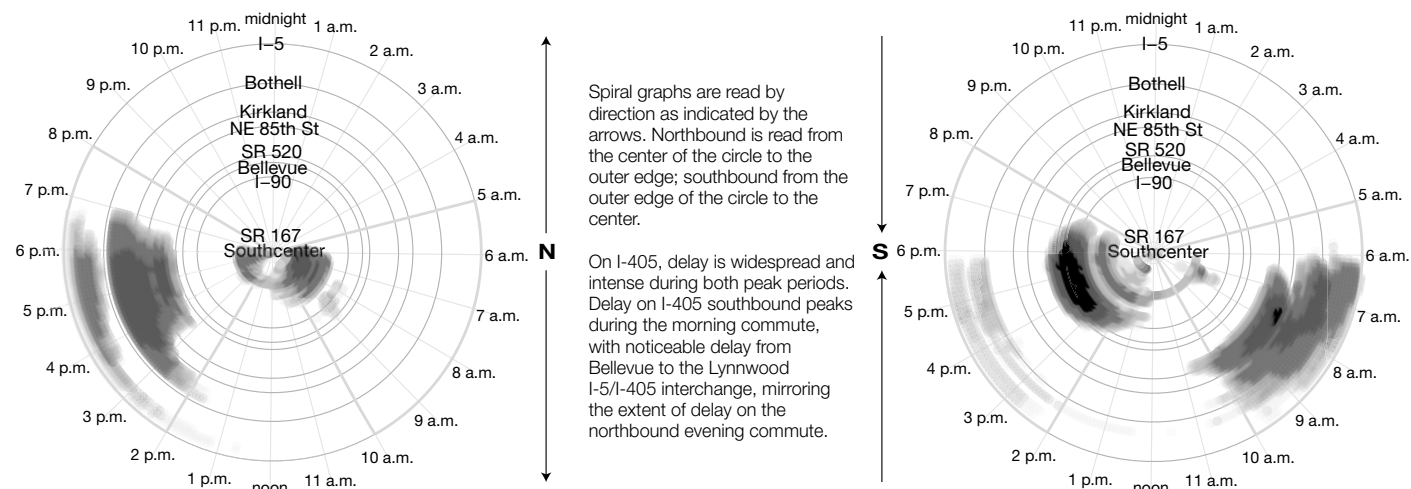 midnight
1 a.m.
2 a.m.
3 a.m.
4 a.m.
5 a.m.
6 a.m.
7 a.m.
8 a.m.
9 a.m.
10 a.m.
11 a.m.
noon
1 p.m.
2 p.m.
3 p.m.
4 p.m.
5 p.m.
6 p.m.
7 p.m.
8 p.m.
9 p.m.
10 p.m.
11 p.m.
I–5
Bothell
Kirkland
NE 85th St
SR 520
Bellevue
I–90
SR 167
Southcenter
N
Spiral graphs are read by
direction as indicated by the
arrows. Northbound is read from
the center of the circle to the
outer edge; southbound from the
outer edge of the circle to the
center.
On I-405, delay is widespread and
intense during both peak periods.
Delay on I-405 southbound peaks
during the morning commute,
with noticeable delay from
Bellevue to the Lynnwood
I-5/I-405 interchange, mirroring
the extent of delay on the
northbound evening commute.
S
midnight
1 a.m.
2 a.m.
3 a.m.
4 a.m.
5 a.m.
6 a.m.
7 a.m.
8 a.m.
9 a.m.
10 a.m.
11 a.m.
noon
1 p.m.
2 p.m.
3 p.m.
4 p.m.
5 p.m.
6 p.m.
7 p.m.
8 p.m.
9 p.m.
10 p.m.
11 p.m.
I–5
Bothell
Kirkland
NE 85th St
SR 520
Bellevue
I–90
SR 167
Southcenter